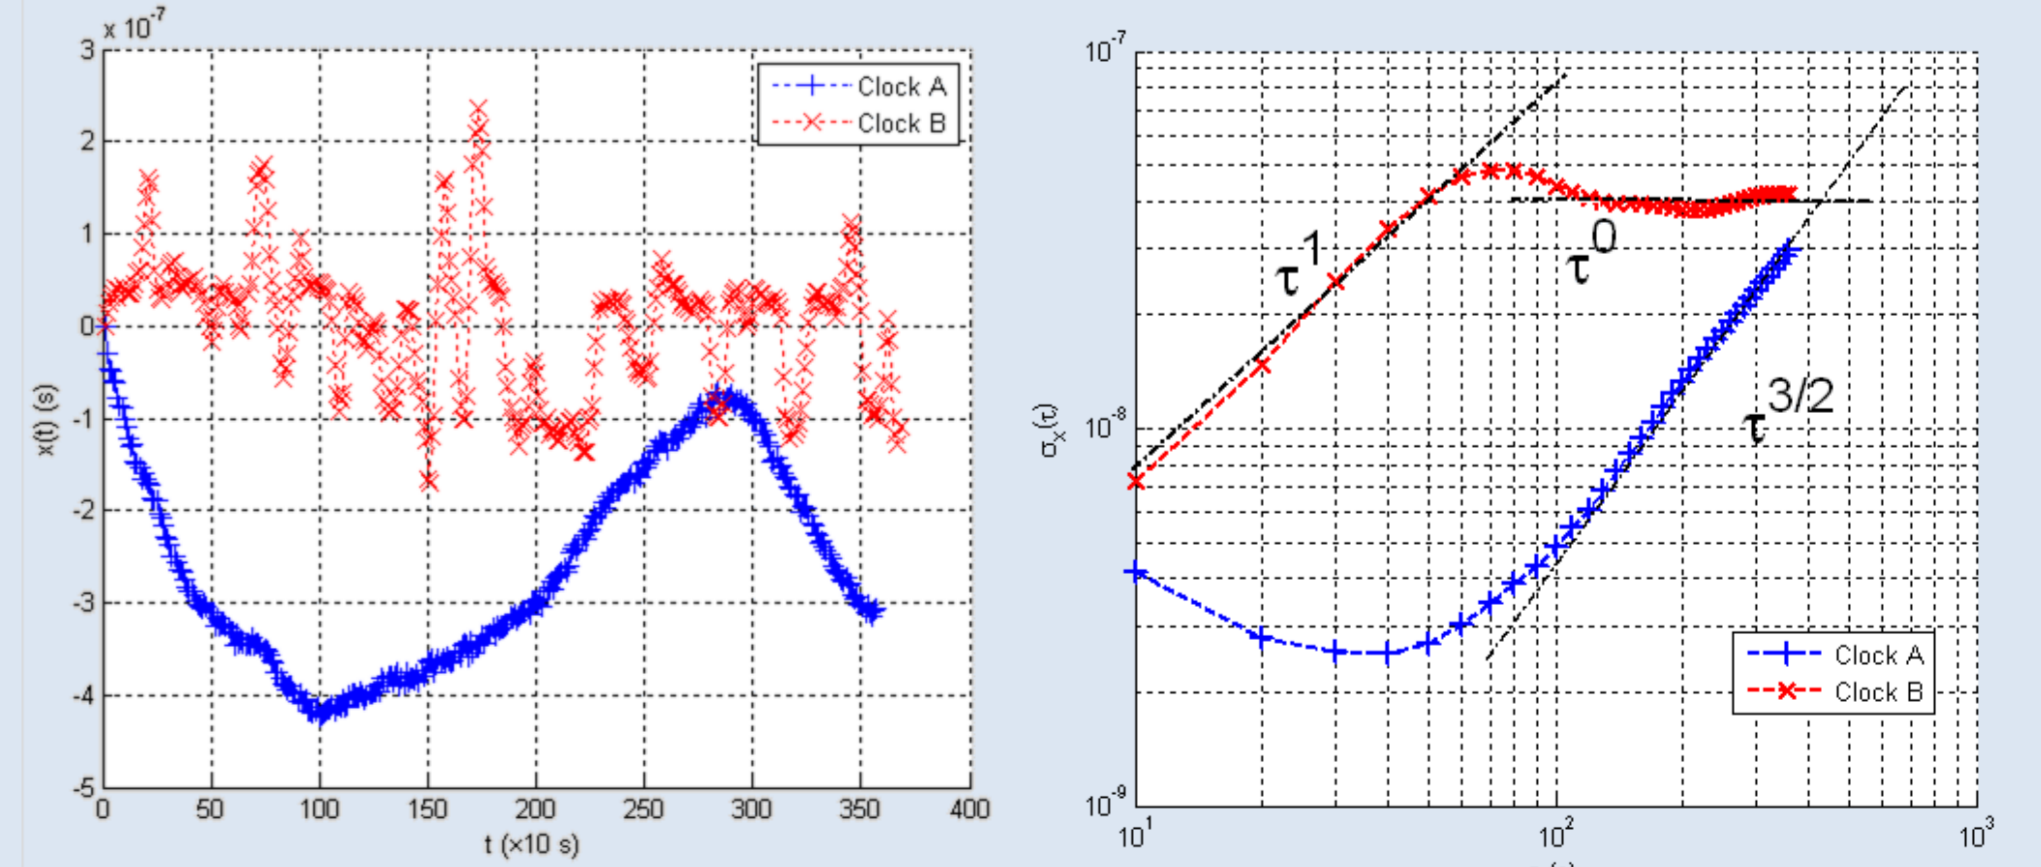 x 10^-7
3
2
1
0
-1
-2
-3
-4
-5
0 50 100 150 200 250 300 350 400
t (×10 s)
x(t) (s)
Clock A
Clock B
10^-7
10^-8
10^-9
10^1 10^2 10^3
σ_x(τ)
τ^1
τ^0
τ^3/2
Clock A
Clock B